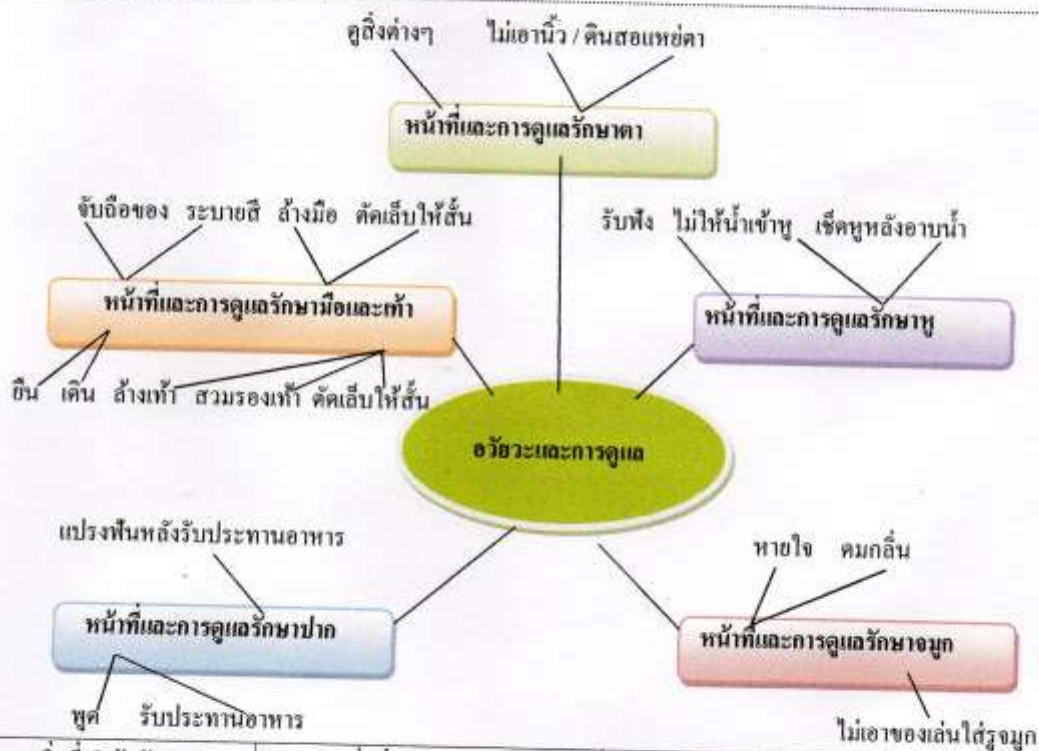 ดูสิ่งต่างๆ ไม่เอานิ้ว / ดินสอแหย่ตา
หน้าที่และการดูแลรักษาตา
จับถือของ ระบายสี ล้างมือ ตัดเล็บให้สั้น
รับฟัง ไม่ให้น้ำเข้าหู เช็ดหูหลังอาบน้ำ
หน้าที่และการดูแลรักษามือและเท้า
หน้าที่และการดูแลรักษาหู
ยืน เดิน ล้างเท้า สวมรองเท้า ตัดเล็บให้สั้น
อวัยวะและการดูแล
แปรงฟันหลังรับประทานอาหาร
หายใจ ดมกลิ่น
หน้าที่และการดูแลรักษาปาก
หน้าที่และการดูแลรักษาจมูก
พูด รับประทานอาหาร
ไม่เอาของเล่นใส่รูจมูก